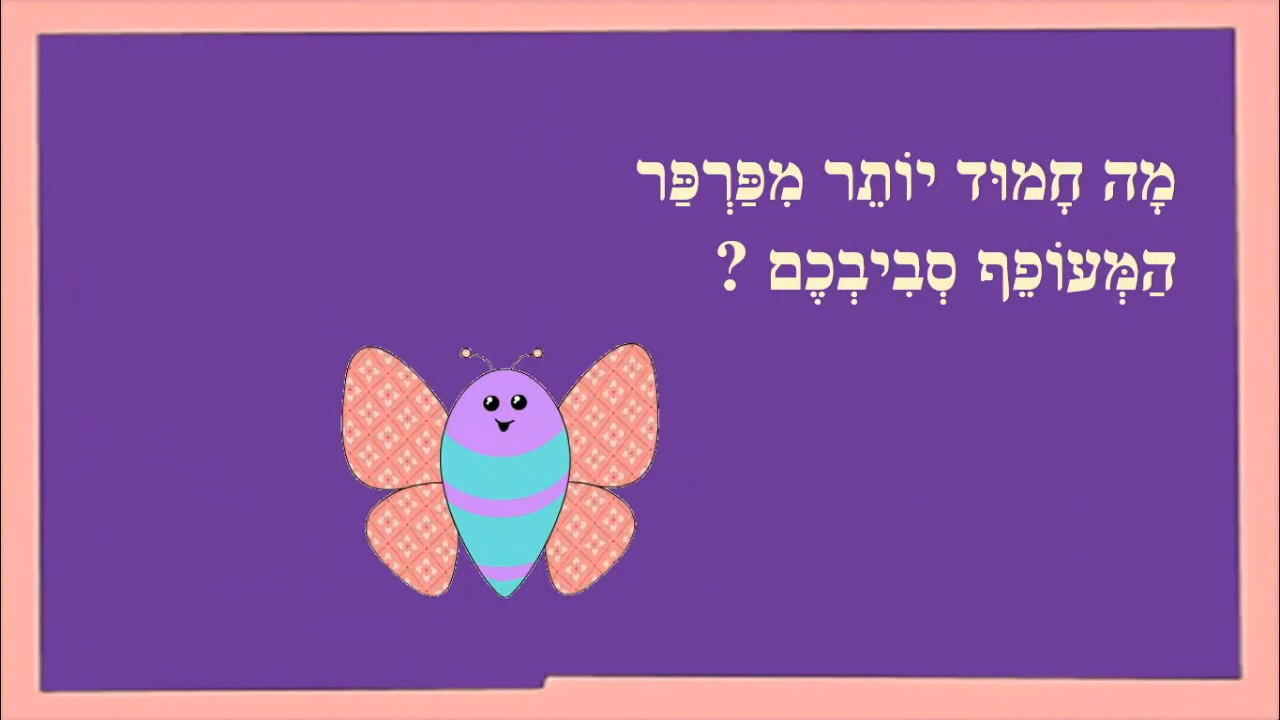 מָה חָמוּד יוֹתֵר מִפַּרְפַּר
הַמְּעוֹפֵף סְבִיבְכֶם ?